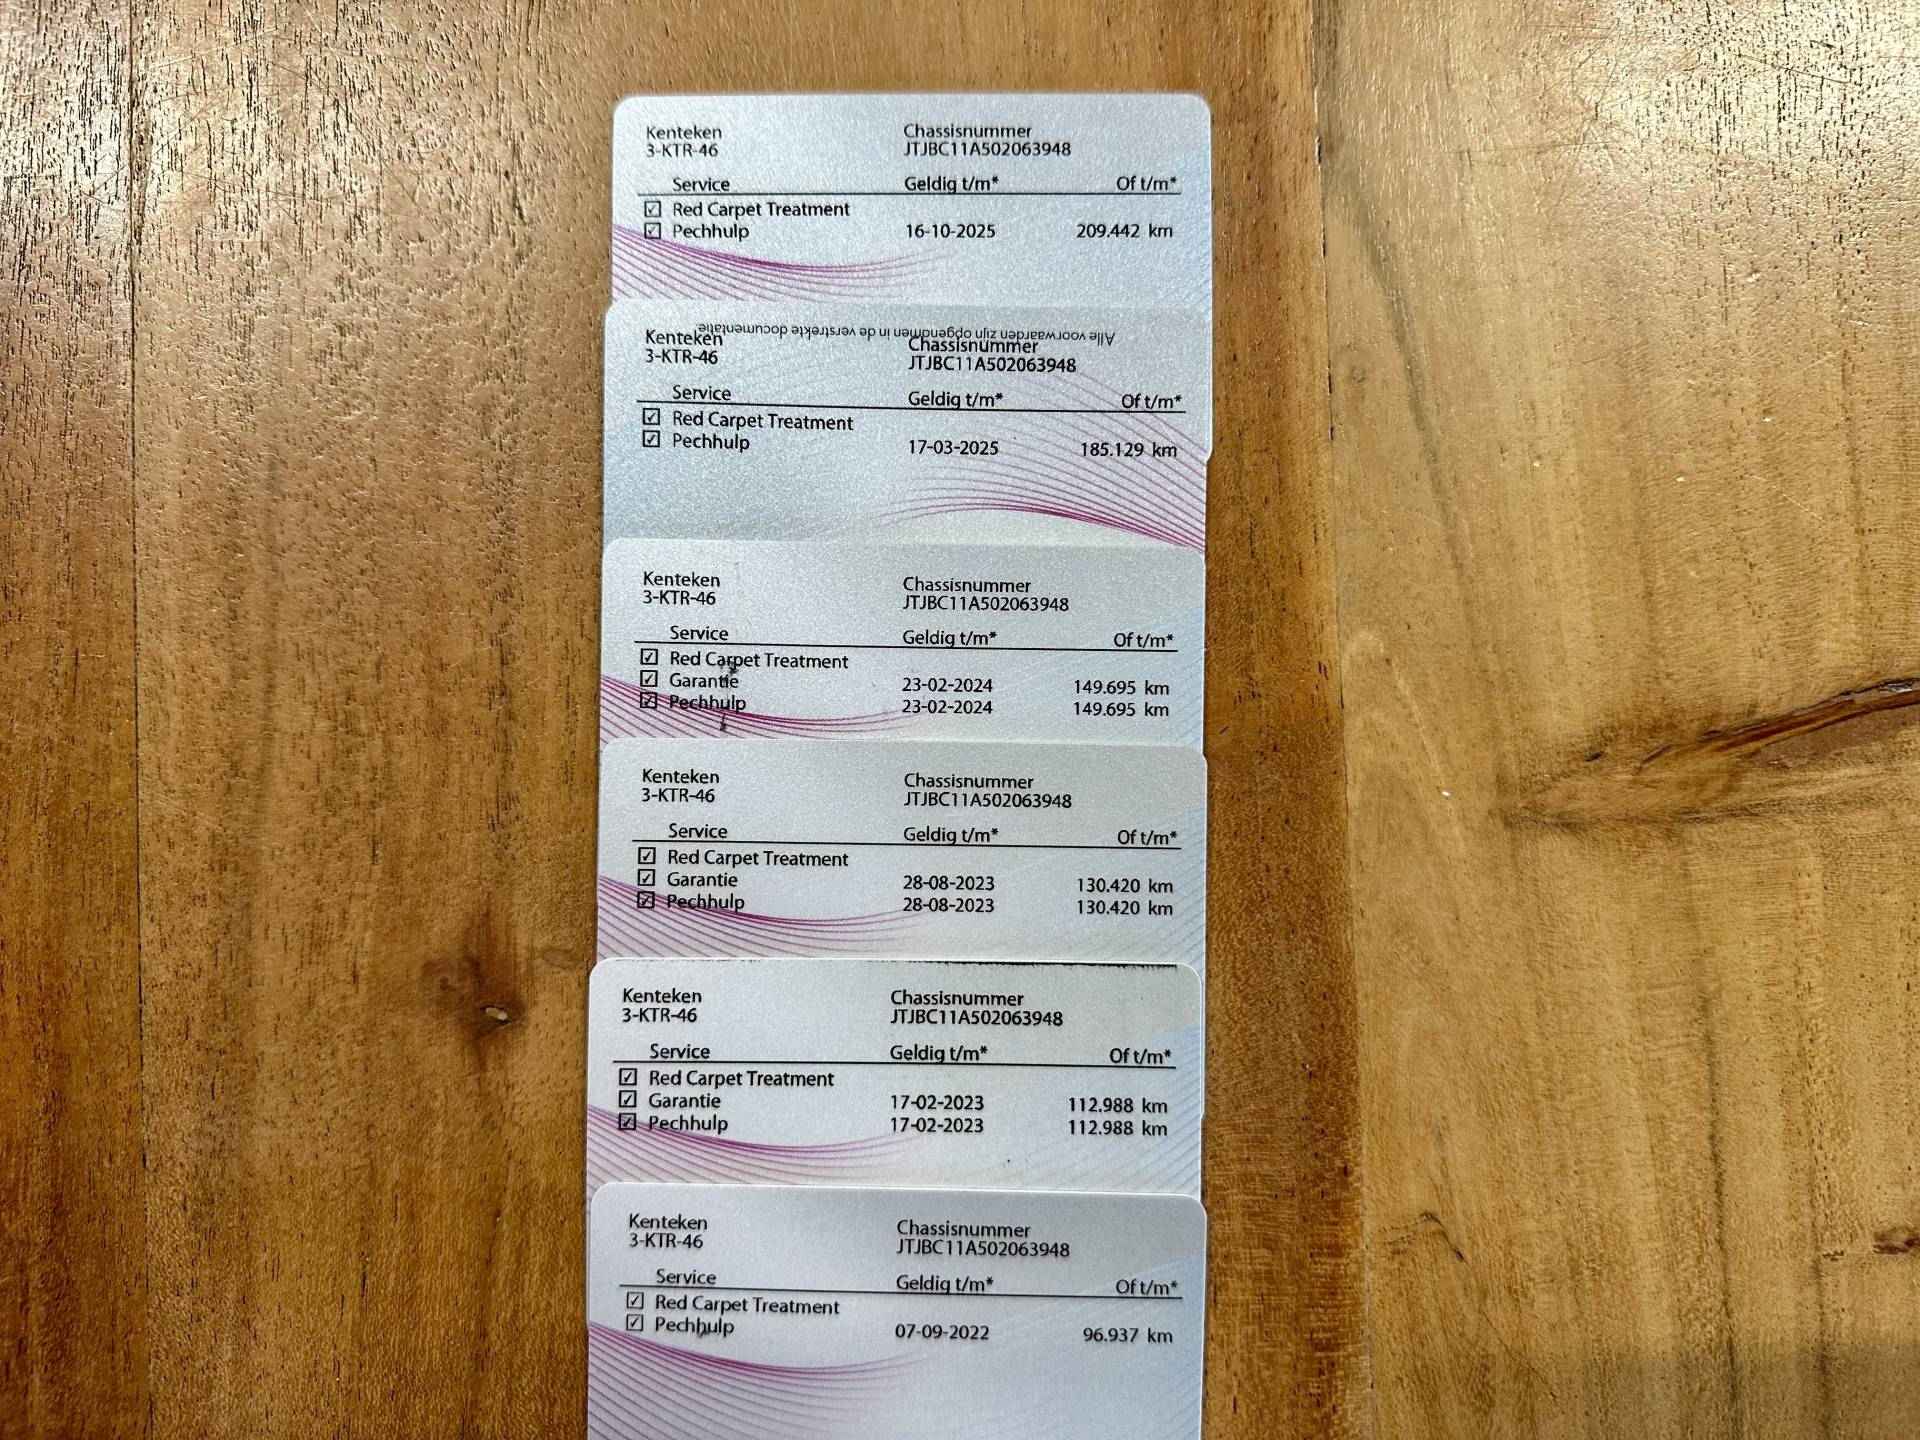 Kenteken Chassisnummer
3-KTR-46 JTJBC11A502063948
Service Geldig t/m* Of t/m*
☑ Red Carpet Treatment
☑ Pechhulp 16-10-2025 209.442 km
Alle voorwaarden zijn opgenomen in de verstrekte documentatie
Kenteken Chassisnummer
3-KTR-46 JTJBC11A502063948
Service Geldig t/m* Of t/m*
☑ Red Carpet Treatment
☑ Pechhulp 17-03-2025 185.129 km
Kenteken Chassisnummer
3-KTR-46 JTJBC11A502063948
Service Geldig t/m* Of t/m*
☑ Red Carpet Treatment
☑ Garantie 23-02-2024 149.695 km
☑ Pechhulp 23-02-2024 149.695 km
Kenteken Chassisnummer
3-KTR-46 JTJBC11A502063948
Service Geldig t/m* Of t/m*
☑ Red Carpet Treatment
☑ Garantie 28-08-2023 130.420 km
☑ Pechhulp 28-08-2023 130.420 km
Kenteken Chassisnummer
3-KTR-46 JTJBC11A502063948
Service Geldig t/m* Of t/m*
☑ Red Carpet Treatment
☑ Garantie 17-02-2023 112.988 km
☑ Pechhulp 17-02-2023 112.988 km
Kenteken Chassisnummer
3-KTR-46 JTJBC11A502063948
Service Geldig t/m* Of t/m*
☑ Red Carpet Treatment
☑ Pechhulp 07-09-2022 96.937 km